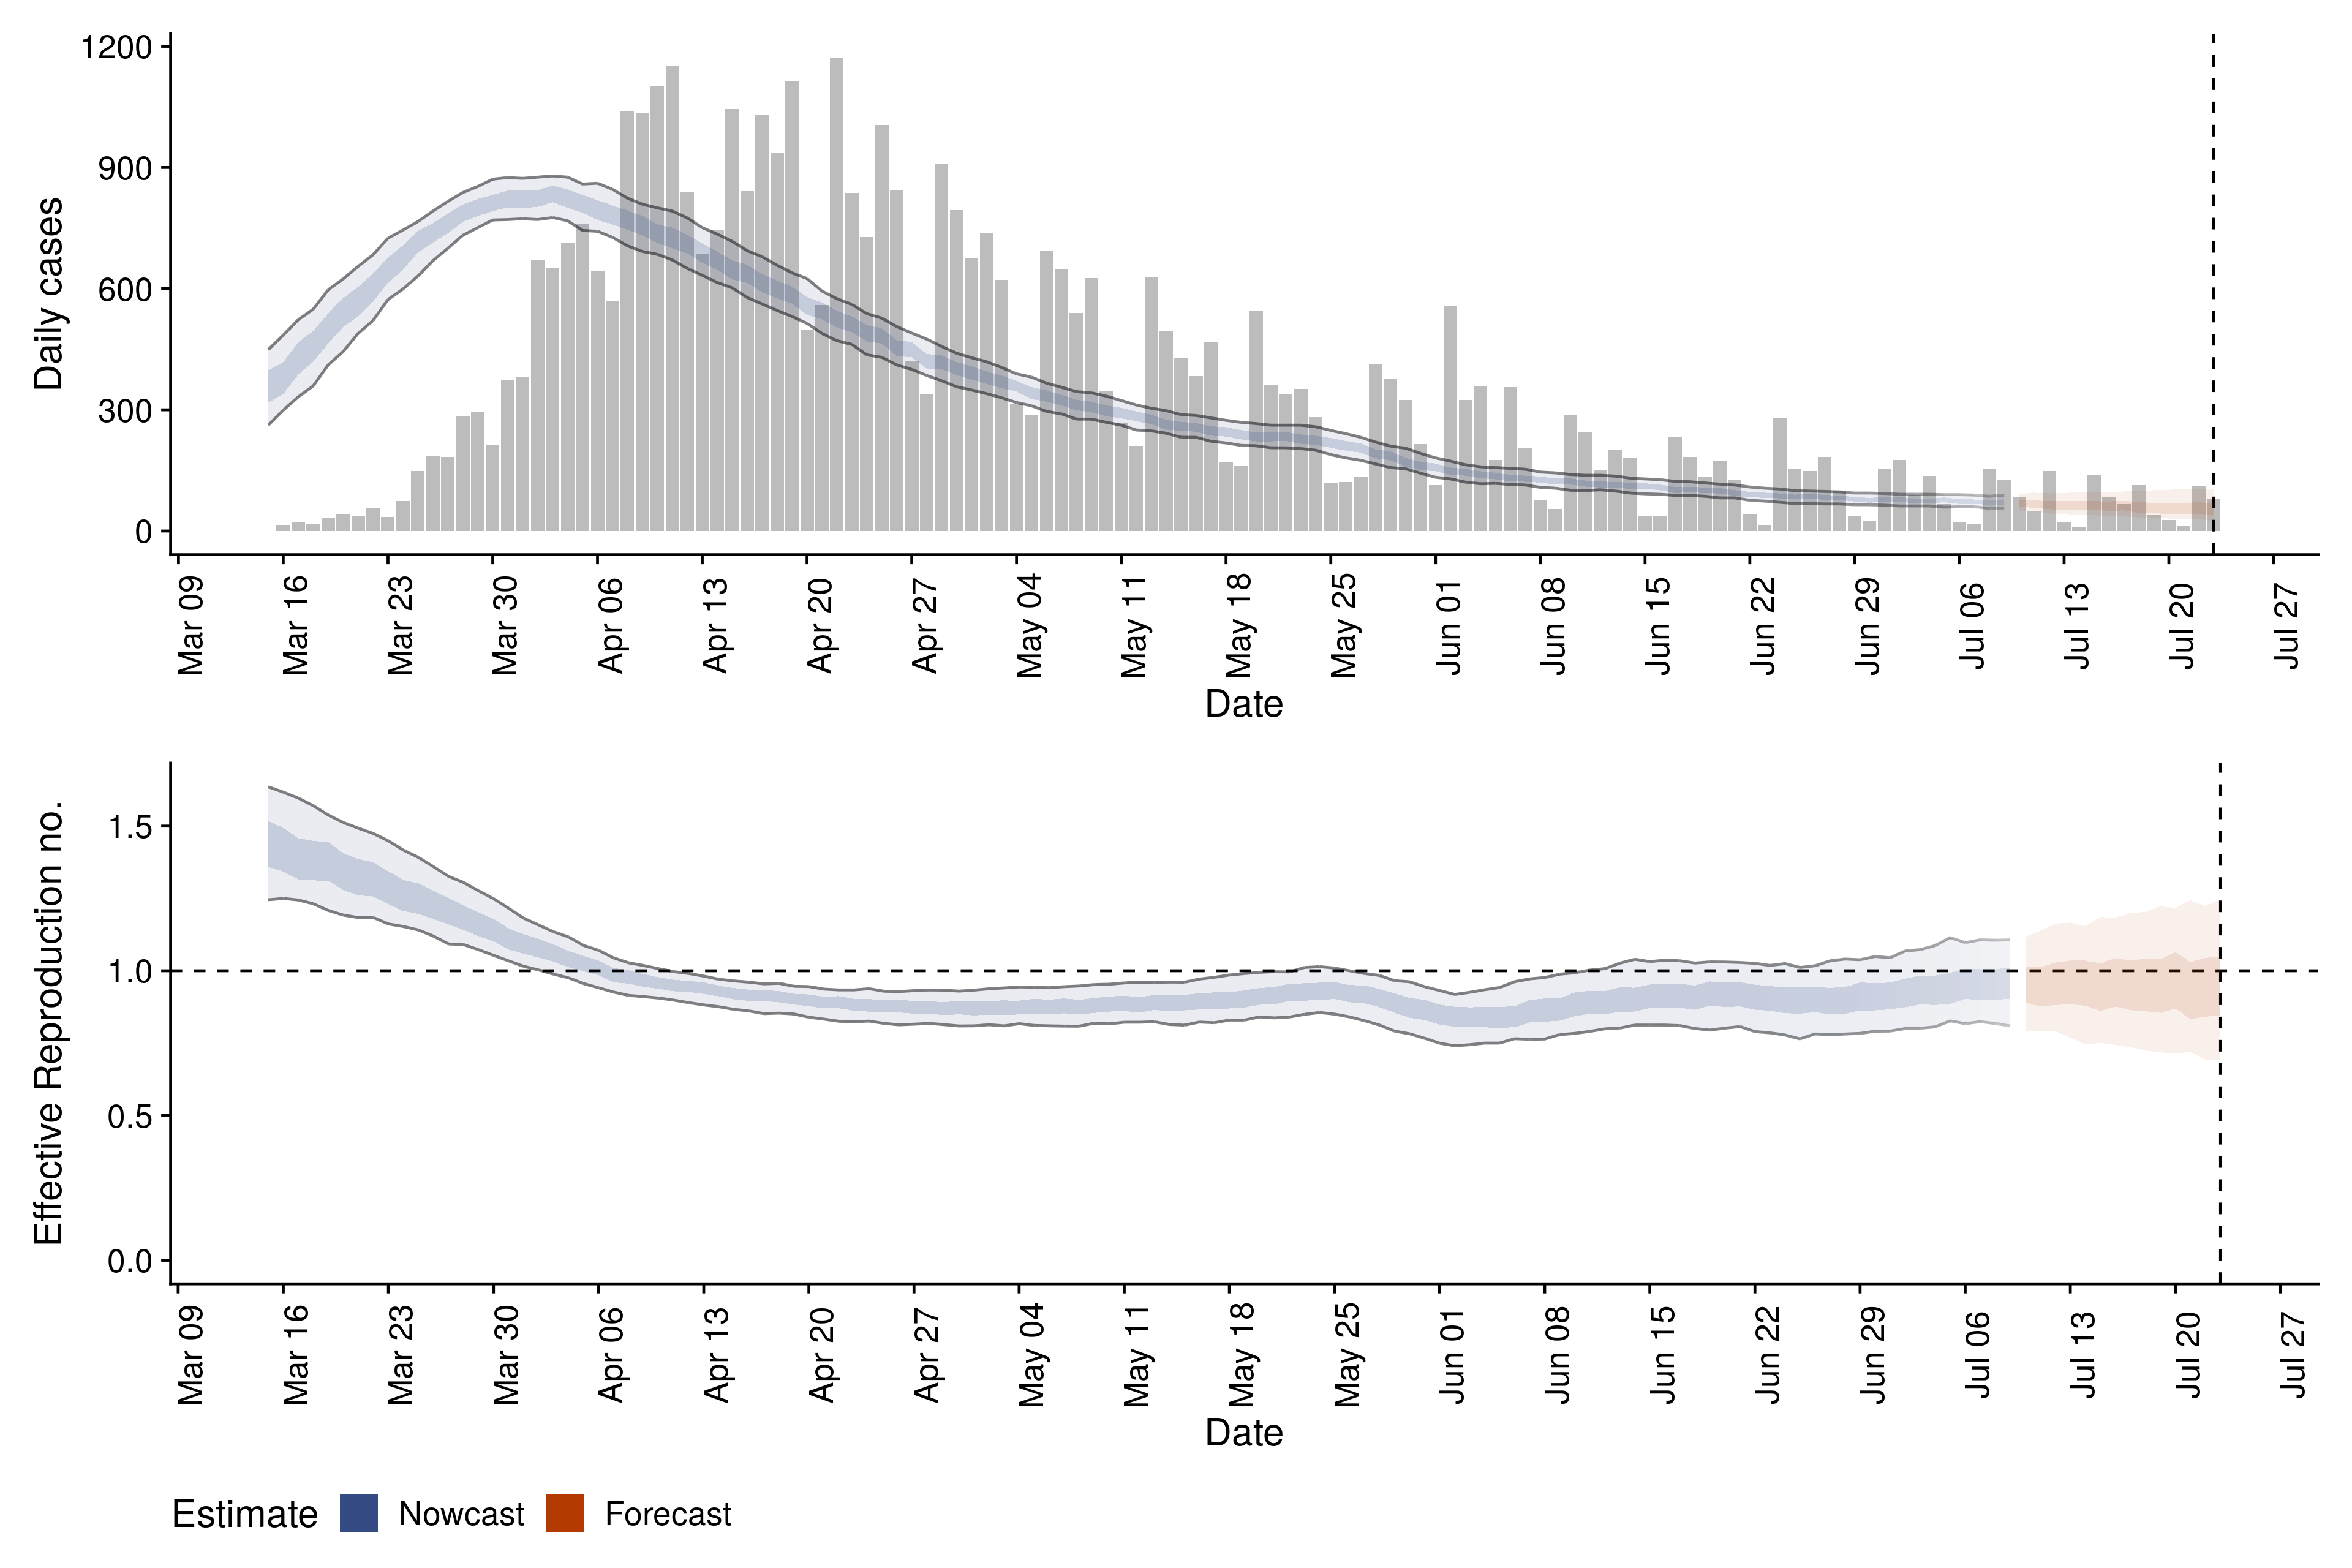 1200
900
600
300
0
Daily cases
Mar 09 Mar 16 Mar 23 Mar 30 Apr 06 Apr 13 Apr 20 Apr 27 May 04 May 11 May 18 May 25 Jun 01 Jun 08 Jun 15 Jun 22 Jun 29 Jul 06 Jul 13 Jul 20 Jul 27
Date
1.5
1.0
0.5
0.0
Effective Reproduction no.
Mar 09 Mar 16 Mar 23 Mar 30 Apr 06 Apr 13 Apr 20 Apr 27 May 04 May 11 May 18 May 25 Jun 01 Jun 08 Jun 15 Jun 22 Jun 29 Jul 06 Jul 13 Jul 20 Jul 27
Date
Estimate Nowcast Forecast